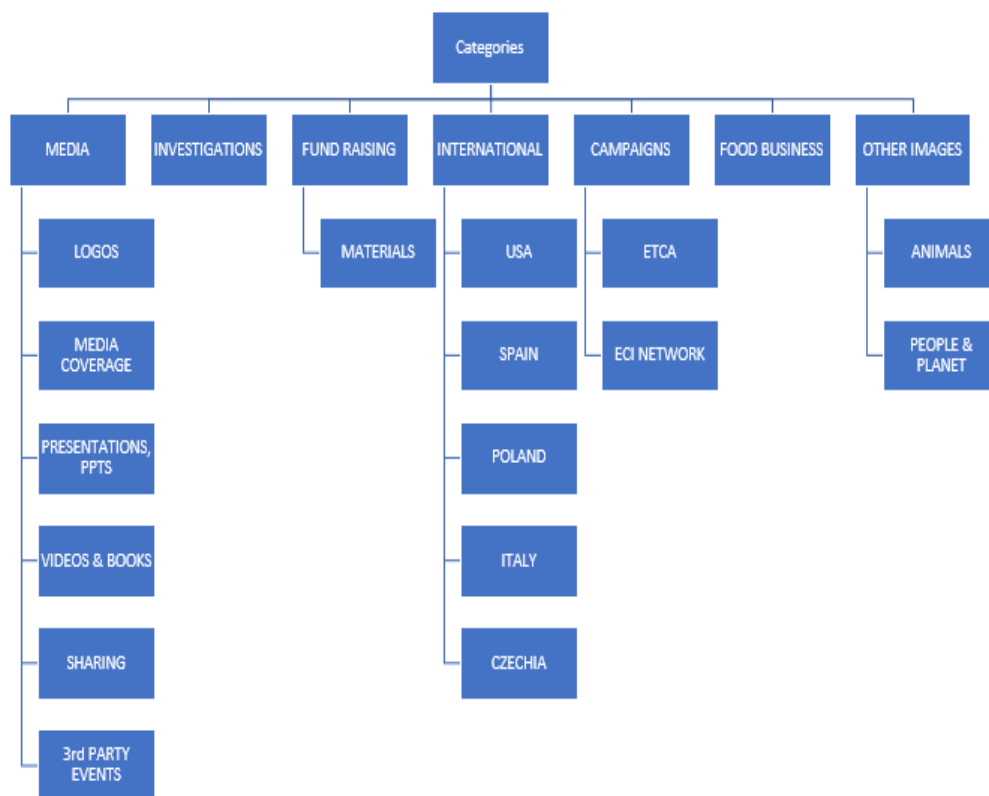 Categories
MEDIA
INVESTIGATIONS
FUND RAISING
INTERNATIONAL
CAMPAIGNS
FOOD BUSINESS
OTHER IMAGES
LOGOS
MATERIALS
USA
ETCA
ANIMALS
MEDIA
COVERAGE
SPAIN
ECI NETWORK
PEOPLE &
PLANET
PRESENTATIONS,
PPTS
POLAND
VIDEOS & BOOKS
ITALY
SHARING
CZECHIA
3rd PARTY
EVENTS